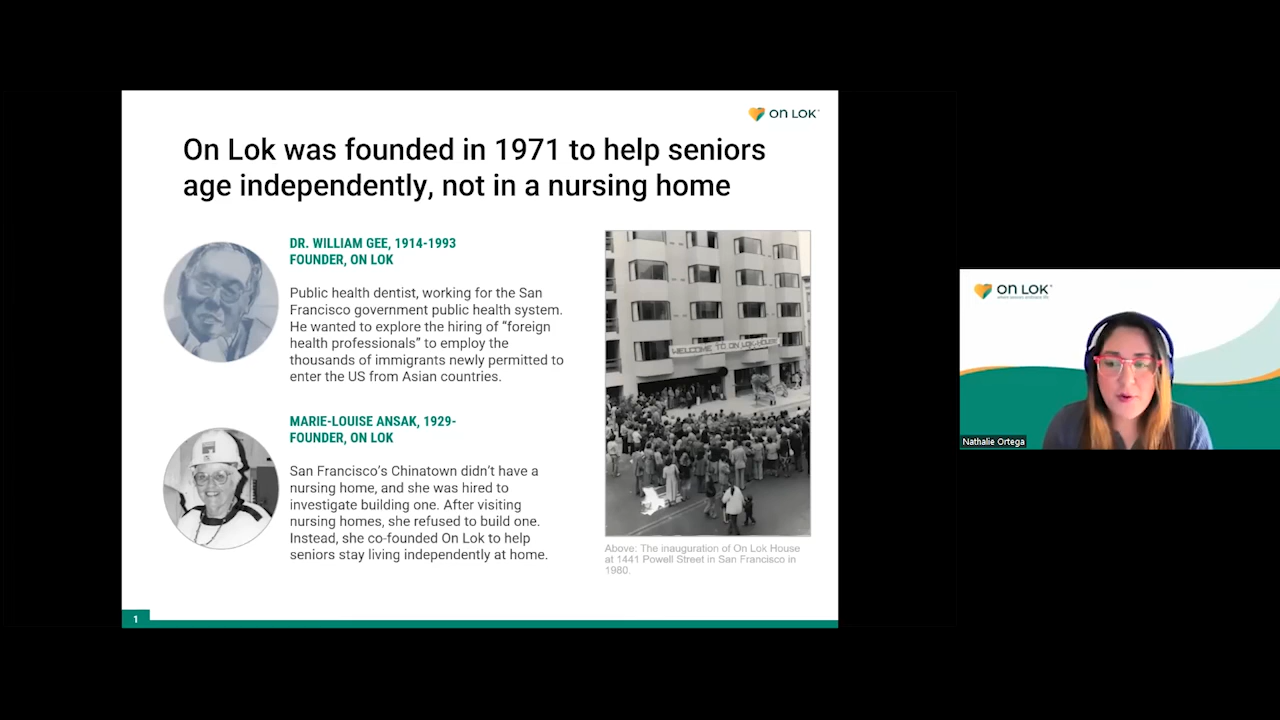 ON LOK
On Lok was founded in 1971 to help seniors
age independently, not in a nursing home
DR. WILLIAM GEE, 1914-1993
FOUNDER, ON LOK
Public health dentist, working for the San
Francisco government public health system.
He wanted to explore the hiring of “foreign
health professionals” to employ the
thousands of immigrants newly permitted to
enter the US from Asian countries.
MARIE-LOUISE ANSAK, 1929-
FOUNDER, ON LOK
San Francisco’s Chinatown didn’t have a
nursing home, and she was hired to
investigate building one. After visiting
nursing homes, she refused to build one.
Instead, she co-founded On Lok to help
seniors stay living independently at home.
WELCOME TO ON LOK HOUSE
Above: The inauguration of On Lok House
at 1441 Powell Street in San Francisco in
1980.
1
ON LOK
Nathalie Ortega